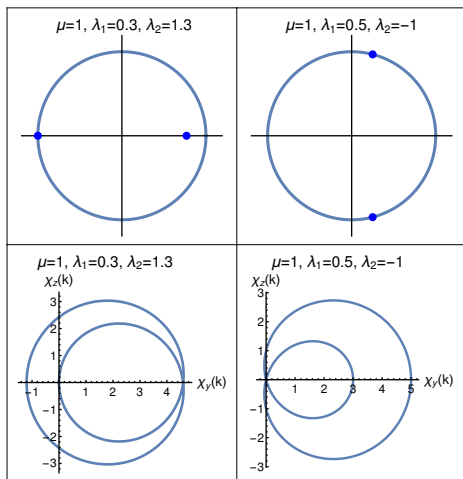 μ=1, λ₁=0.3, λ₂=1.3
μ=1, λ₁=0.5, λ₂=−1
μ=1, λ₁=0.3, λ₂=1.3
χz(k)
3
2
1
−1
1
2
3
4
χy(k)
−1
−2
−3
μ=1, λ₁=0.5, λ₂=−1
χz(k)
3
2
1
0
1
2
3
4
5
χy(k)
−1
−2
−3